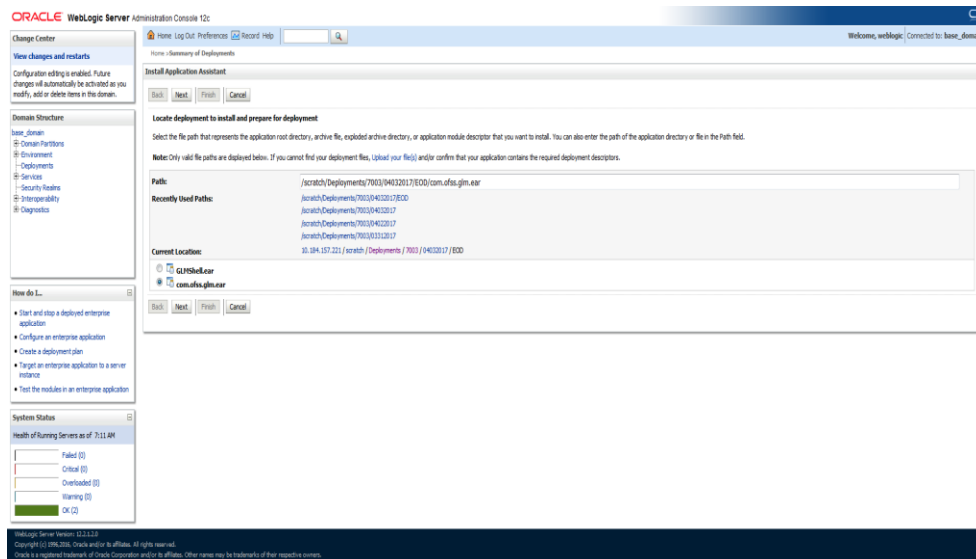 ORACLE WebLogic Server Administration Console 12c
Change Center
View changes and restarts
Configuration editing is enabled. Future
changes will automatically be activated as you
modify, add or delete items in this domain.
Domain Structure
base_domain
Domain Partitions
Environment
Deployments
Services
Security Realms
Interoperability
Diagnostics
How do I...
Start and stop a deployed enterprise
application
Configure an enterprise application
Create a deployment plan
Target an enterprise application to a server
instance
Test the modules in an enterprise application
System Status
Health of Running Servers as of 7:11 AM
Failed (0)
Critical (0)
Overloaded (0)
Warning (0)
OK (2)
Home Log Out Preferences Record Help
Welcome, weblogic Connected to: base_doma
Home >Summary of Deployments
Install Application Assistant
Back Next Finish Cancel
Locate deployment to install and prepare for deployment
Select the file path that represents the application root directory, archive file, exploded archive directory, or application module descriptor that you want to install. You can also enter the path of the application directory or file in the Path field.
Note: Only valid file paths are displayed below. If you cannot find your deployment files, Upload your file(s) and/or confirm that your application contains the required deployment descriptors.
Path: /scratch/Deployments/7003/04032017/EOD/com.ofss.glm.ear
Recently Used Paths: /scratch/Deployments/7003/04032017/EOD
/scratch/Deployments/7003/04032017
/scratch/Deployments/7003/04022017
/scratch/Deployments/7003/03312017
Current Location: 10.184.157.221 / scratch / Deployments / 7003 / 04032017 / EOD
GLMShell.ear
com.ofss.glm.ear
Back Next Finish Cancel
WebLogic Server Version: 12.2.1.2.0
Copyright (c) 1996,2016, Oracle and/or its affiliates. All rights reserved.
Oracle is a registered trademark of Oracle Corporation and/or its affiliates. Other names may be trademarks of their respective owners.